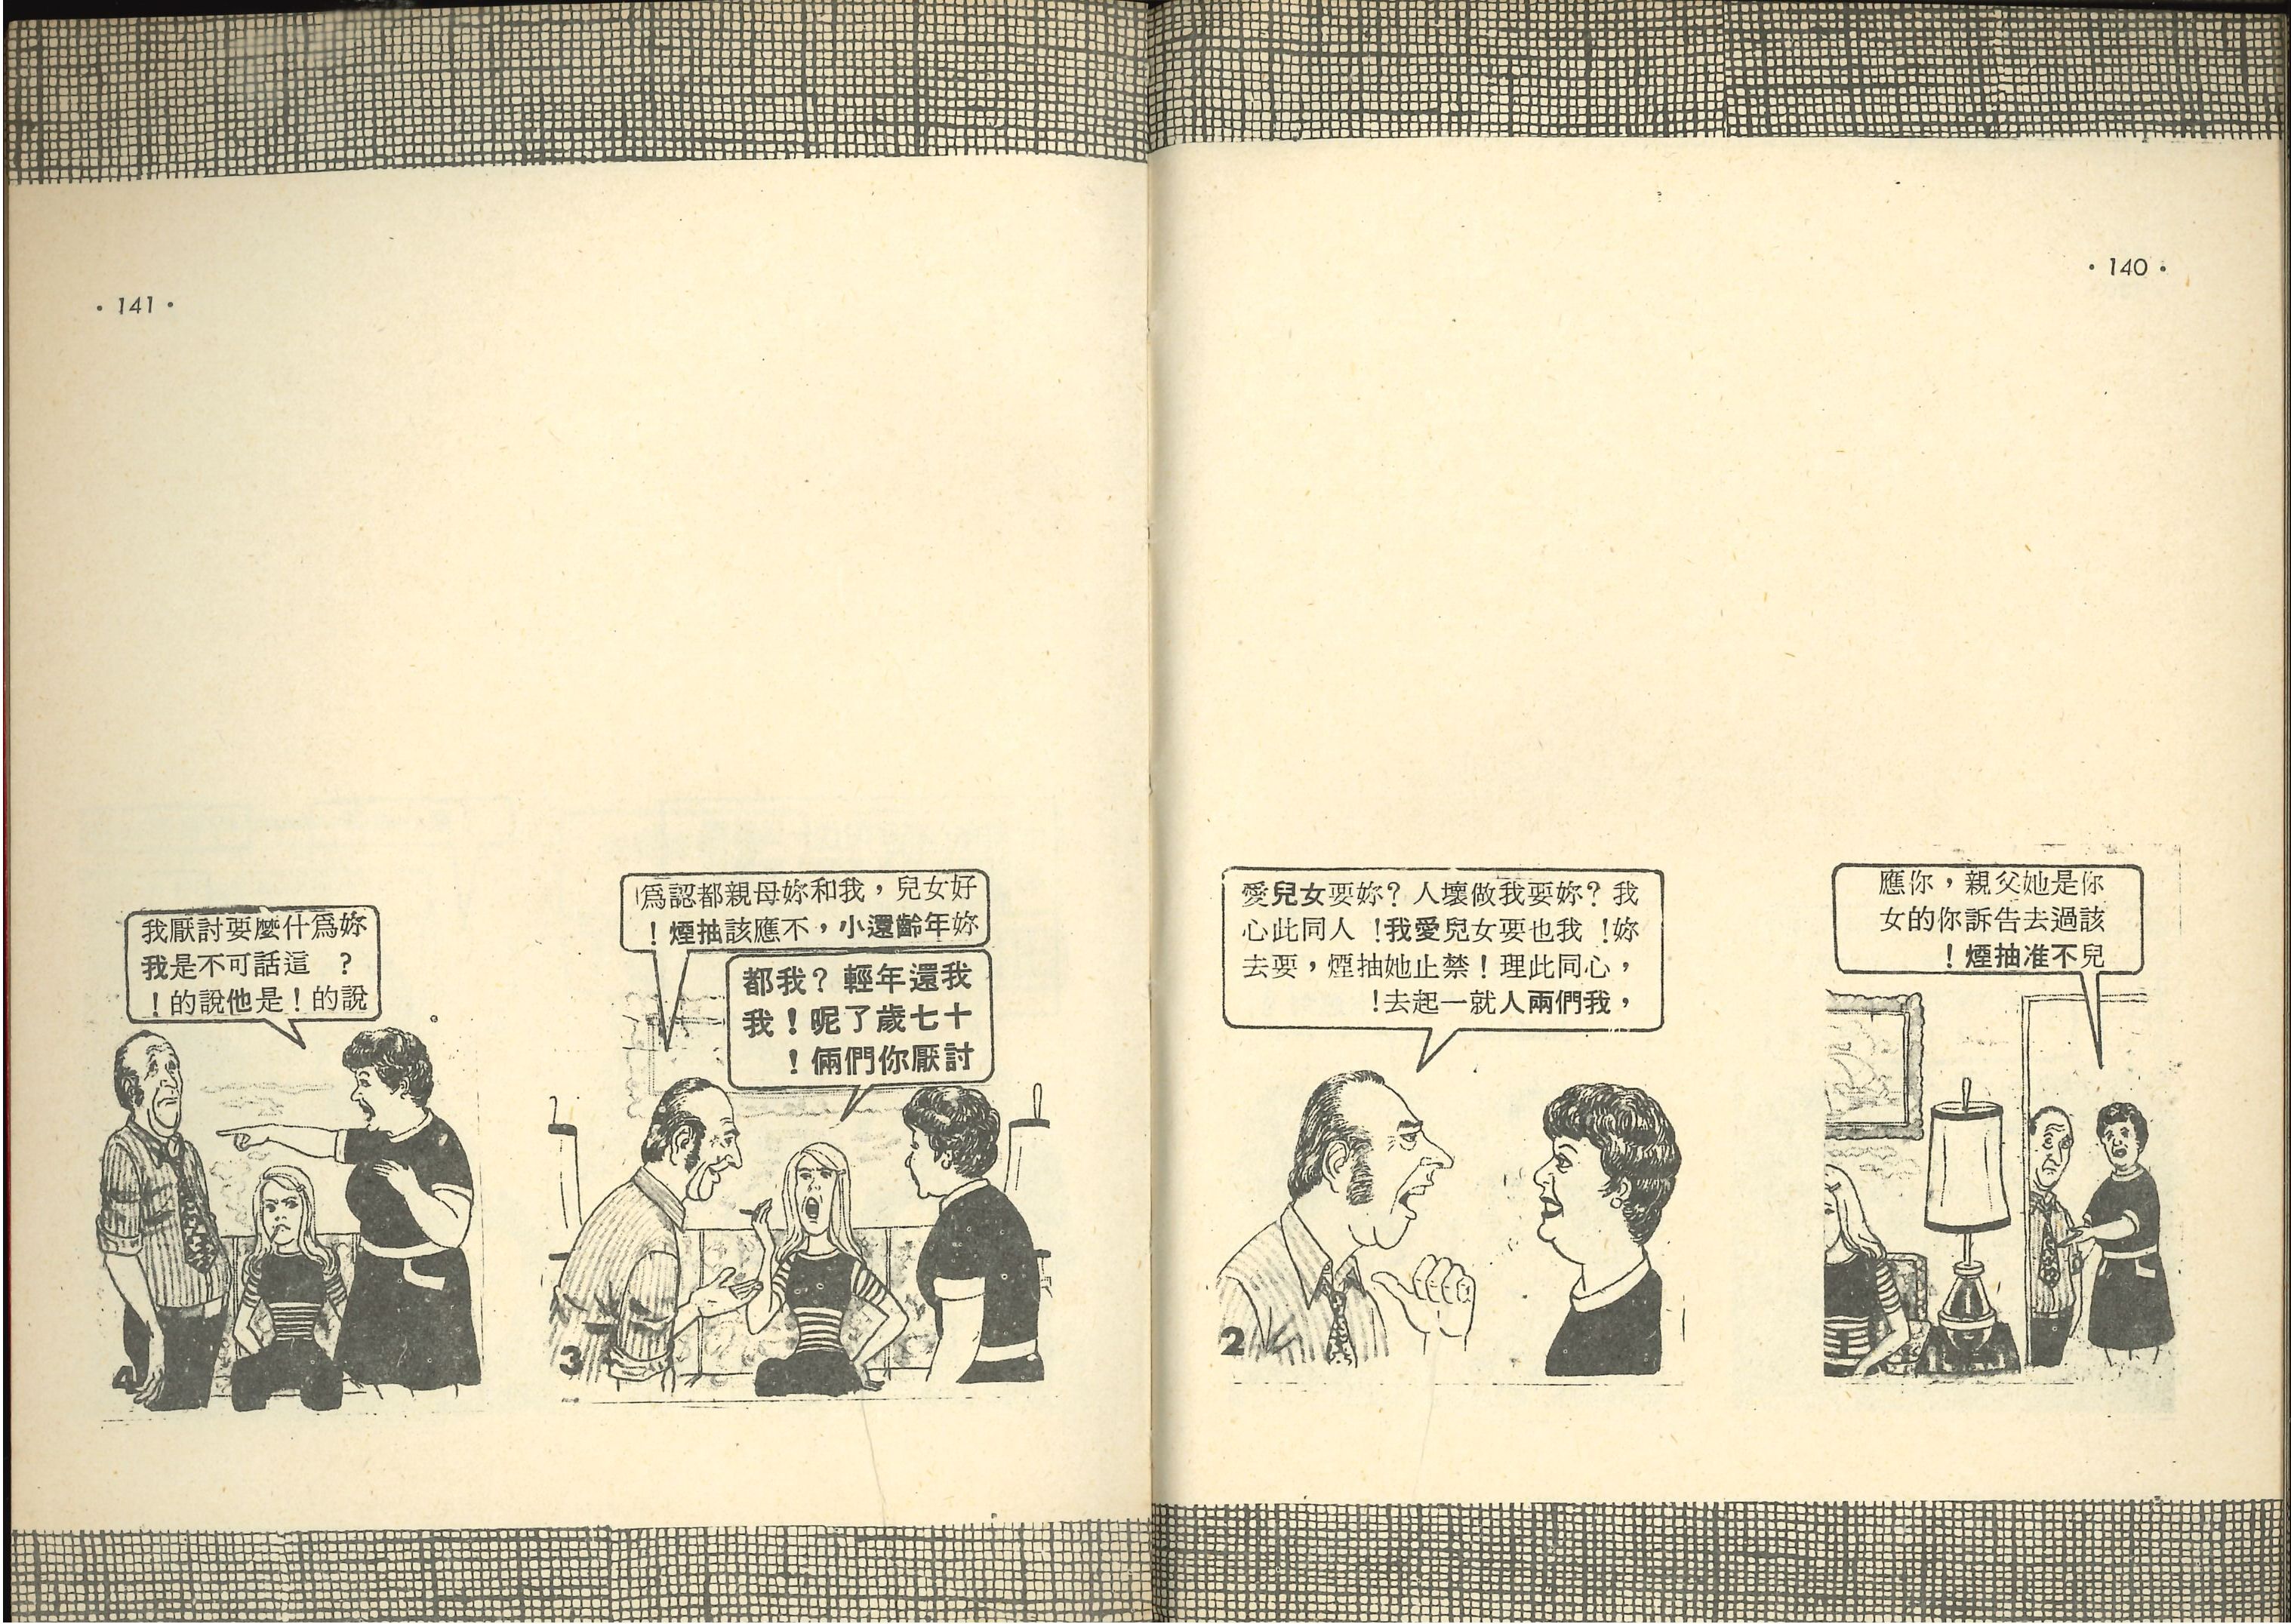 · 140 ·
你是她父親，你應
該過去告訴你的女
兒不准抽煙！
我？妳要我做壞人？妳要女兒愛
妳！我也要女兒愛我！人同此心
，心同此理！禁止她抽煙，要去
，我們兩人就一起去！
2
· 141 ·
好女兒，我和妳母親都認爲
妳年齡還小，不應該抽煙！
我還年輕？我都
十七歲了呢！我
討厭你們倆！
3
妳爲什麼要討厭我
？這話可不是我
說的！是他說的！
4